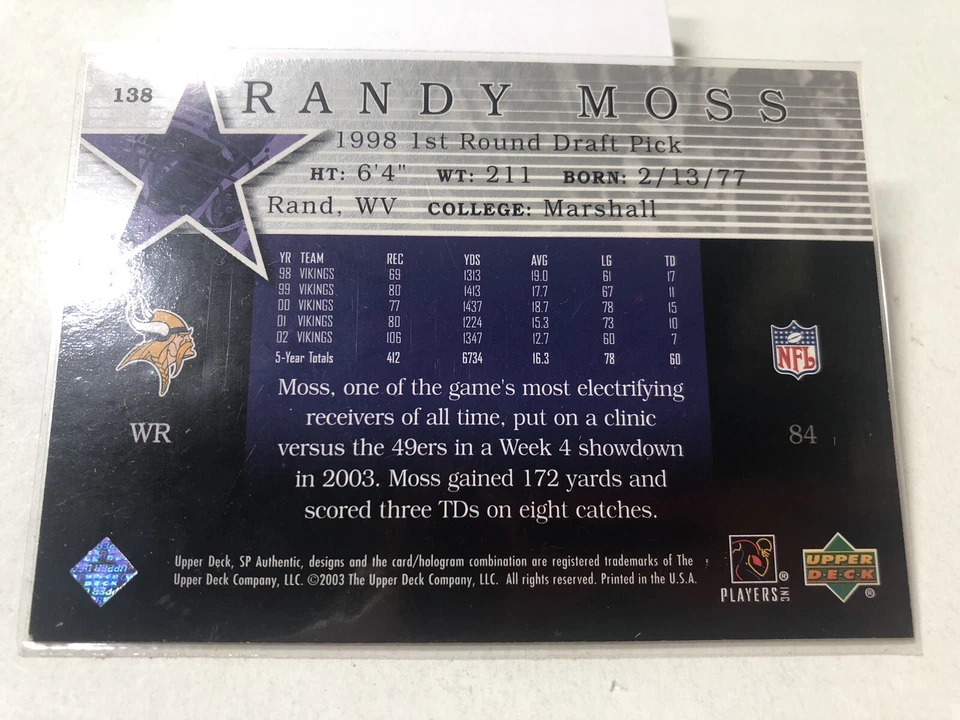 138
RANDY MOSS
1998 1st Round Draft Pick
HT: 6'4" WT: 211 BORN: 2/13/77
Rand, WV COLLEGE: Marshall
YR TEAM REC YDS AVG LG TD
98 VIKINGS 69 1313 19.0 61 17
99 VIKINGS 80 1413 17.7 67 11
00 VIKINGS 77 1437 18.7 78 15
01 VIKINGS 80 1224 15.3 73 10
02 VIKINGS 106 1347 12.7 60 7
5-Year Totals 412 6734 16.3 78 60
NFL
Moss, one of the game's most electrifying
receivers of all time, put on a clinic
versus the 49ers in a Week 4 showdown
in 2003. Moss gained 172 yards and
scored three TDs on eight catches.
WR
84
Upper Deck, SP Authentic, designs and the card/hologram combination are registered trademarks of The
Upper Deck Company, LLC. ©2003 The Upper Deck Company, LLC. All rights reserved. Printed in the U.S.A.
PLAYERS INC ®
UPPER
DECK ®